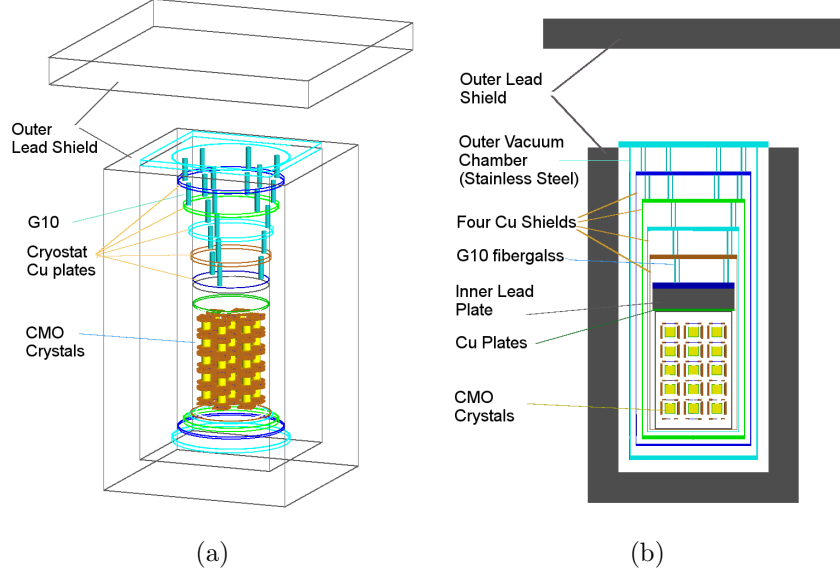 Outer
Lead Shield
G10
Cryostat
Cu plates
CMO
Crystals
(a)
Outer Lead
Shield
Outer Vacuum
Chamber
(Stainless Steel)
Four Cu Shields
G10 fibergalss
Inner Lead
Plate
Cu Plates
CMO
Crystals
(b)